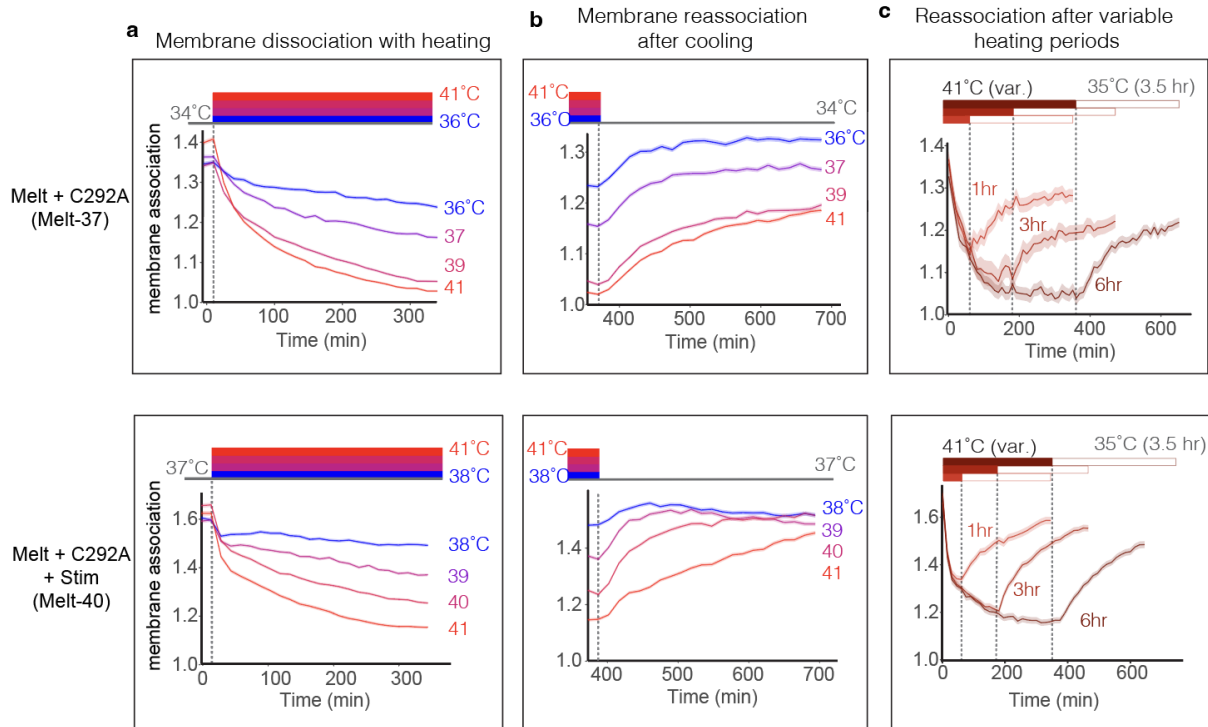 a
Membrane dissociation with heating
b
Membrane reassociation
after cooling
c
Reassociation after variable
heating periods
Melt + C292A
(Melt-37)
41˚C
34˚C
36˚C
membrane association
1.4
1.3
1.2
1.1
1.0
36˚C
37
39
41
0
100
200
300
Time (min)
41˚C
36˚C
34˚C
1.3
1.2
1.1
1.0
36˚C
37
39
41
400
500
600
700
Time (min)
41˚C (var.)
35˚C (3.5 hr)
1.4
1.3
1.2
1.1
1.0
1hr
3hr
6hr
0
200
400
600
Time (min)
Melt + C292A
+ Stim
(Melt-40)
41˚C
37˚C
38˚C
membrane association
1.6
1.4
1.2
1.0
38˚C
39
40
41
0
100
200
300
Time (min)
41˚C
38˚C
37˚C
1.4
1.2
1.0
38˚C
39
40
41
400
500
600
700
Time (min)
41˚C (var.)
35˚C (3.5 hr)
1.6
1.4
1.2
1.0
1hr
3hr
6hr
0
200
400
600
Time (min)